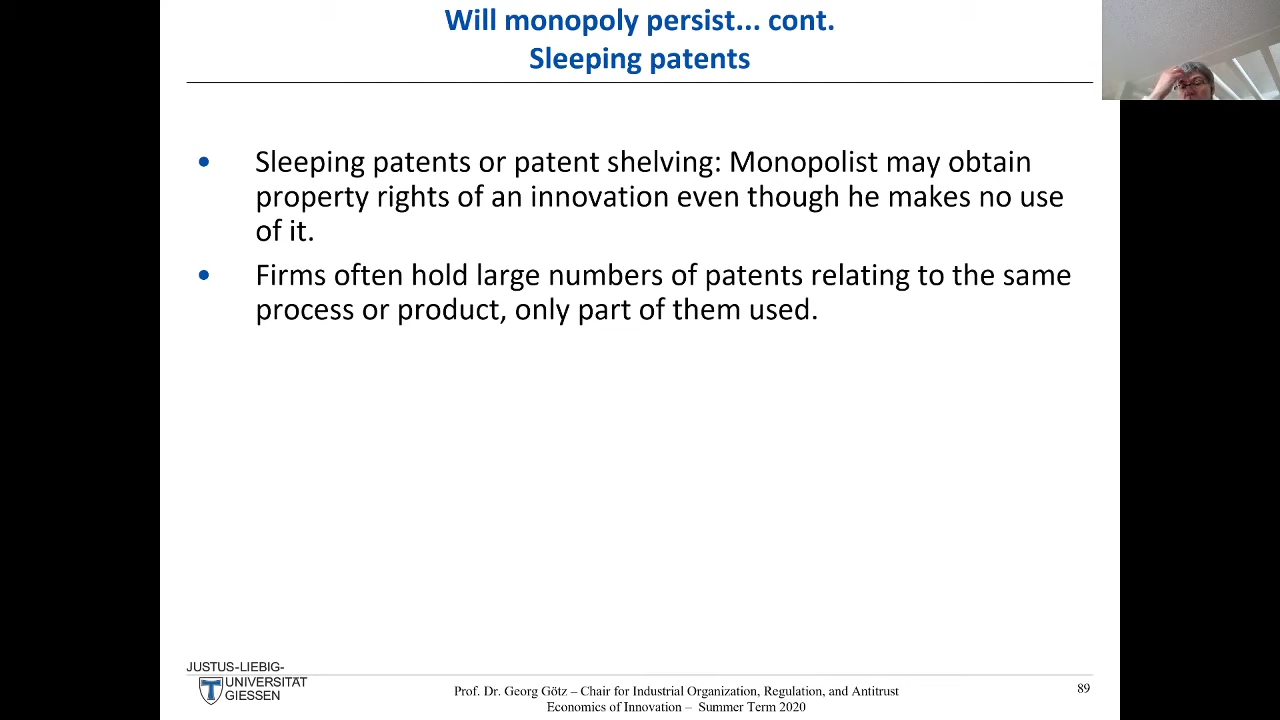 Will monopoly persist... cont.
Sleeping patents
• Sleeping patents or patent shelving: Monopolist may obtain
property rights of an innovation even though he makes no use
of it.
• Firms often hold large numbers of patents relating to the same
process or product, only part of them used.
JUSTUS-LIEBIG-
UNIVERSITÄT
GIESSEN
Prof. Dr. Georg Götz – Chair for Industrial Organization, Regulation, and Antitrust
Economics of Innovation – Summer Term 2020
89